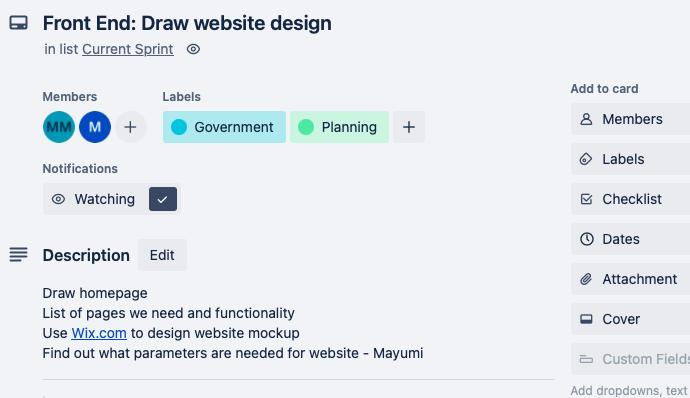 Front End: Draw website design
in list Current Sprint
Members
MM
M
+
Labels
Government
Planning
+
Notifications
Watching
Description
Edit
Draw homepage
List of pages we need and functionality
Use Wix.com to design website mockup
Find out what parameters are needed for website - Mayumi
Add to card
Members
Labels
Checklist
Dates
Attachment
Cover
Custom Fields
Add dropdowns, text